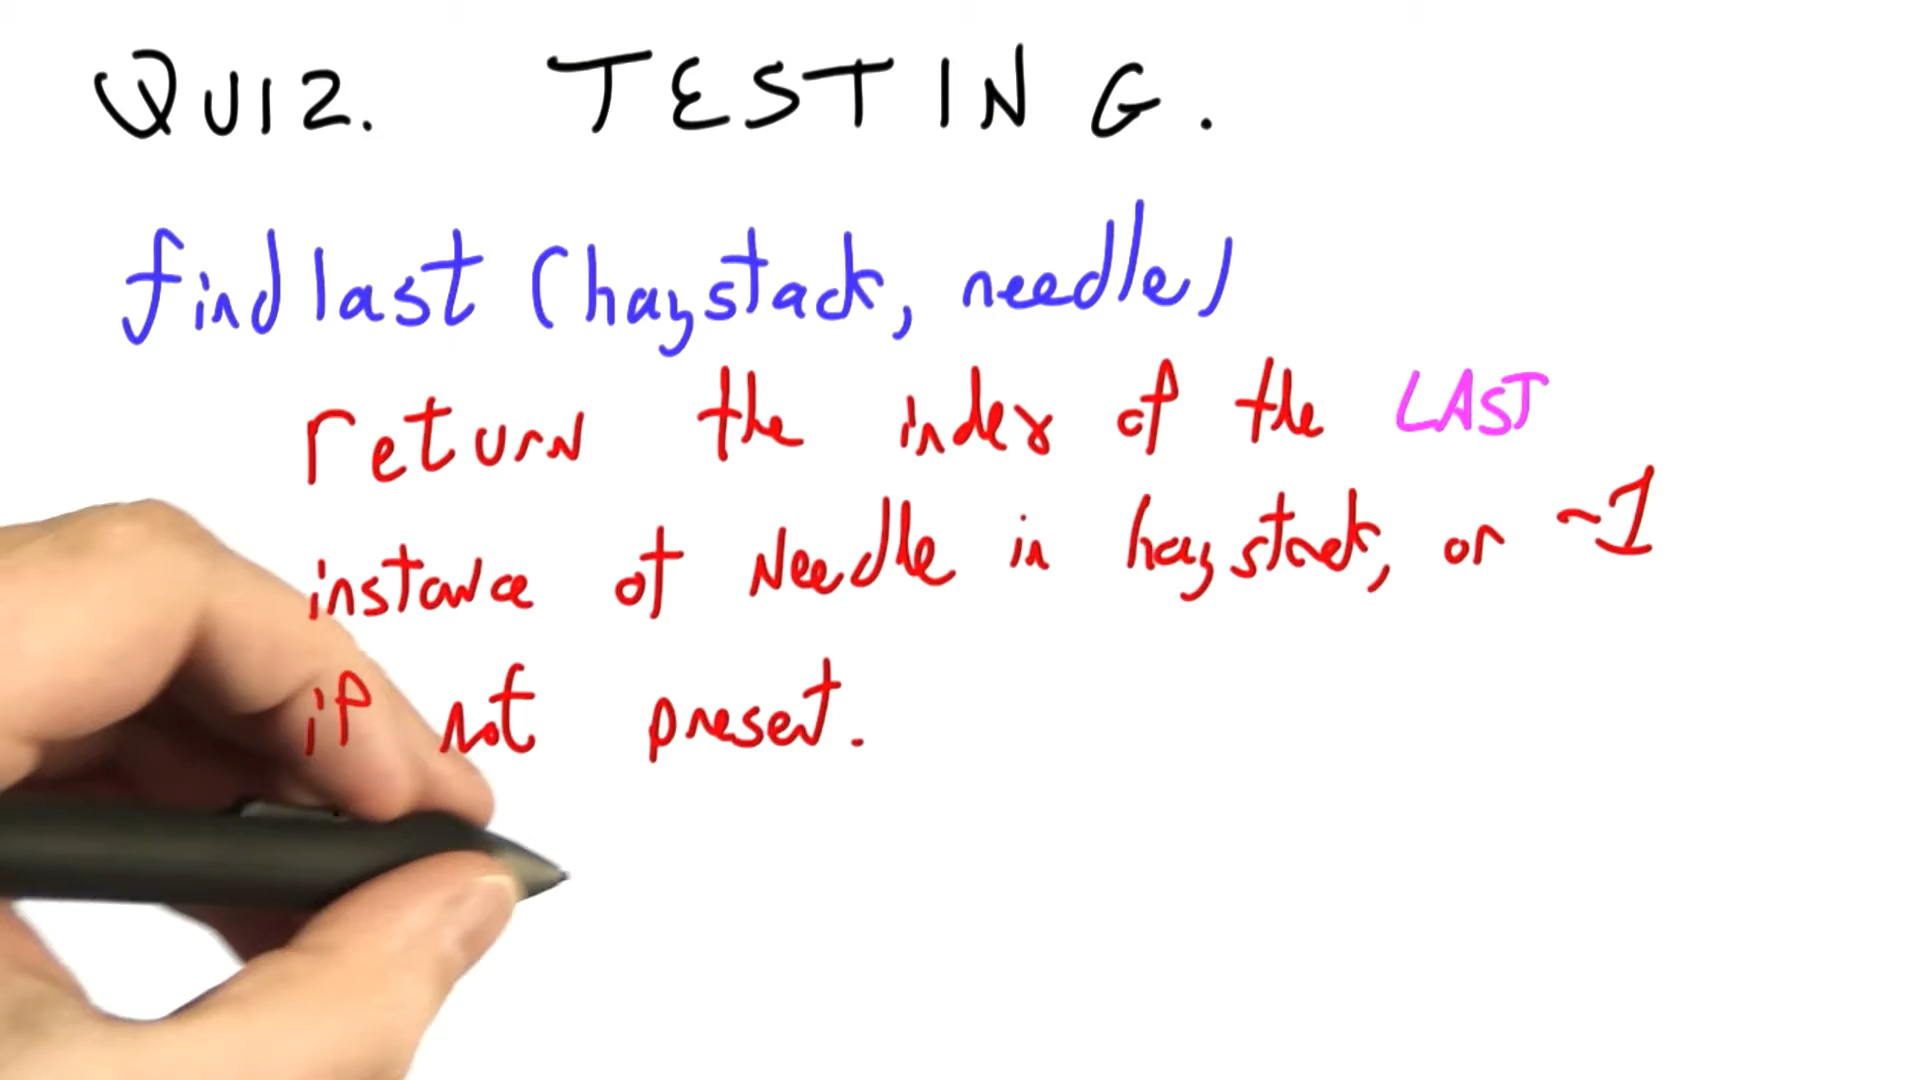 QUIZ. TESTING.
findlast (haystack, needle)
return the index of the LAST
instance of Needle in haystack, or -1
if not present.